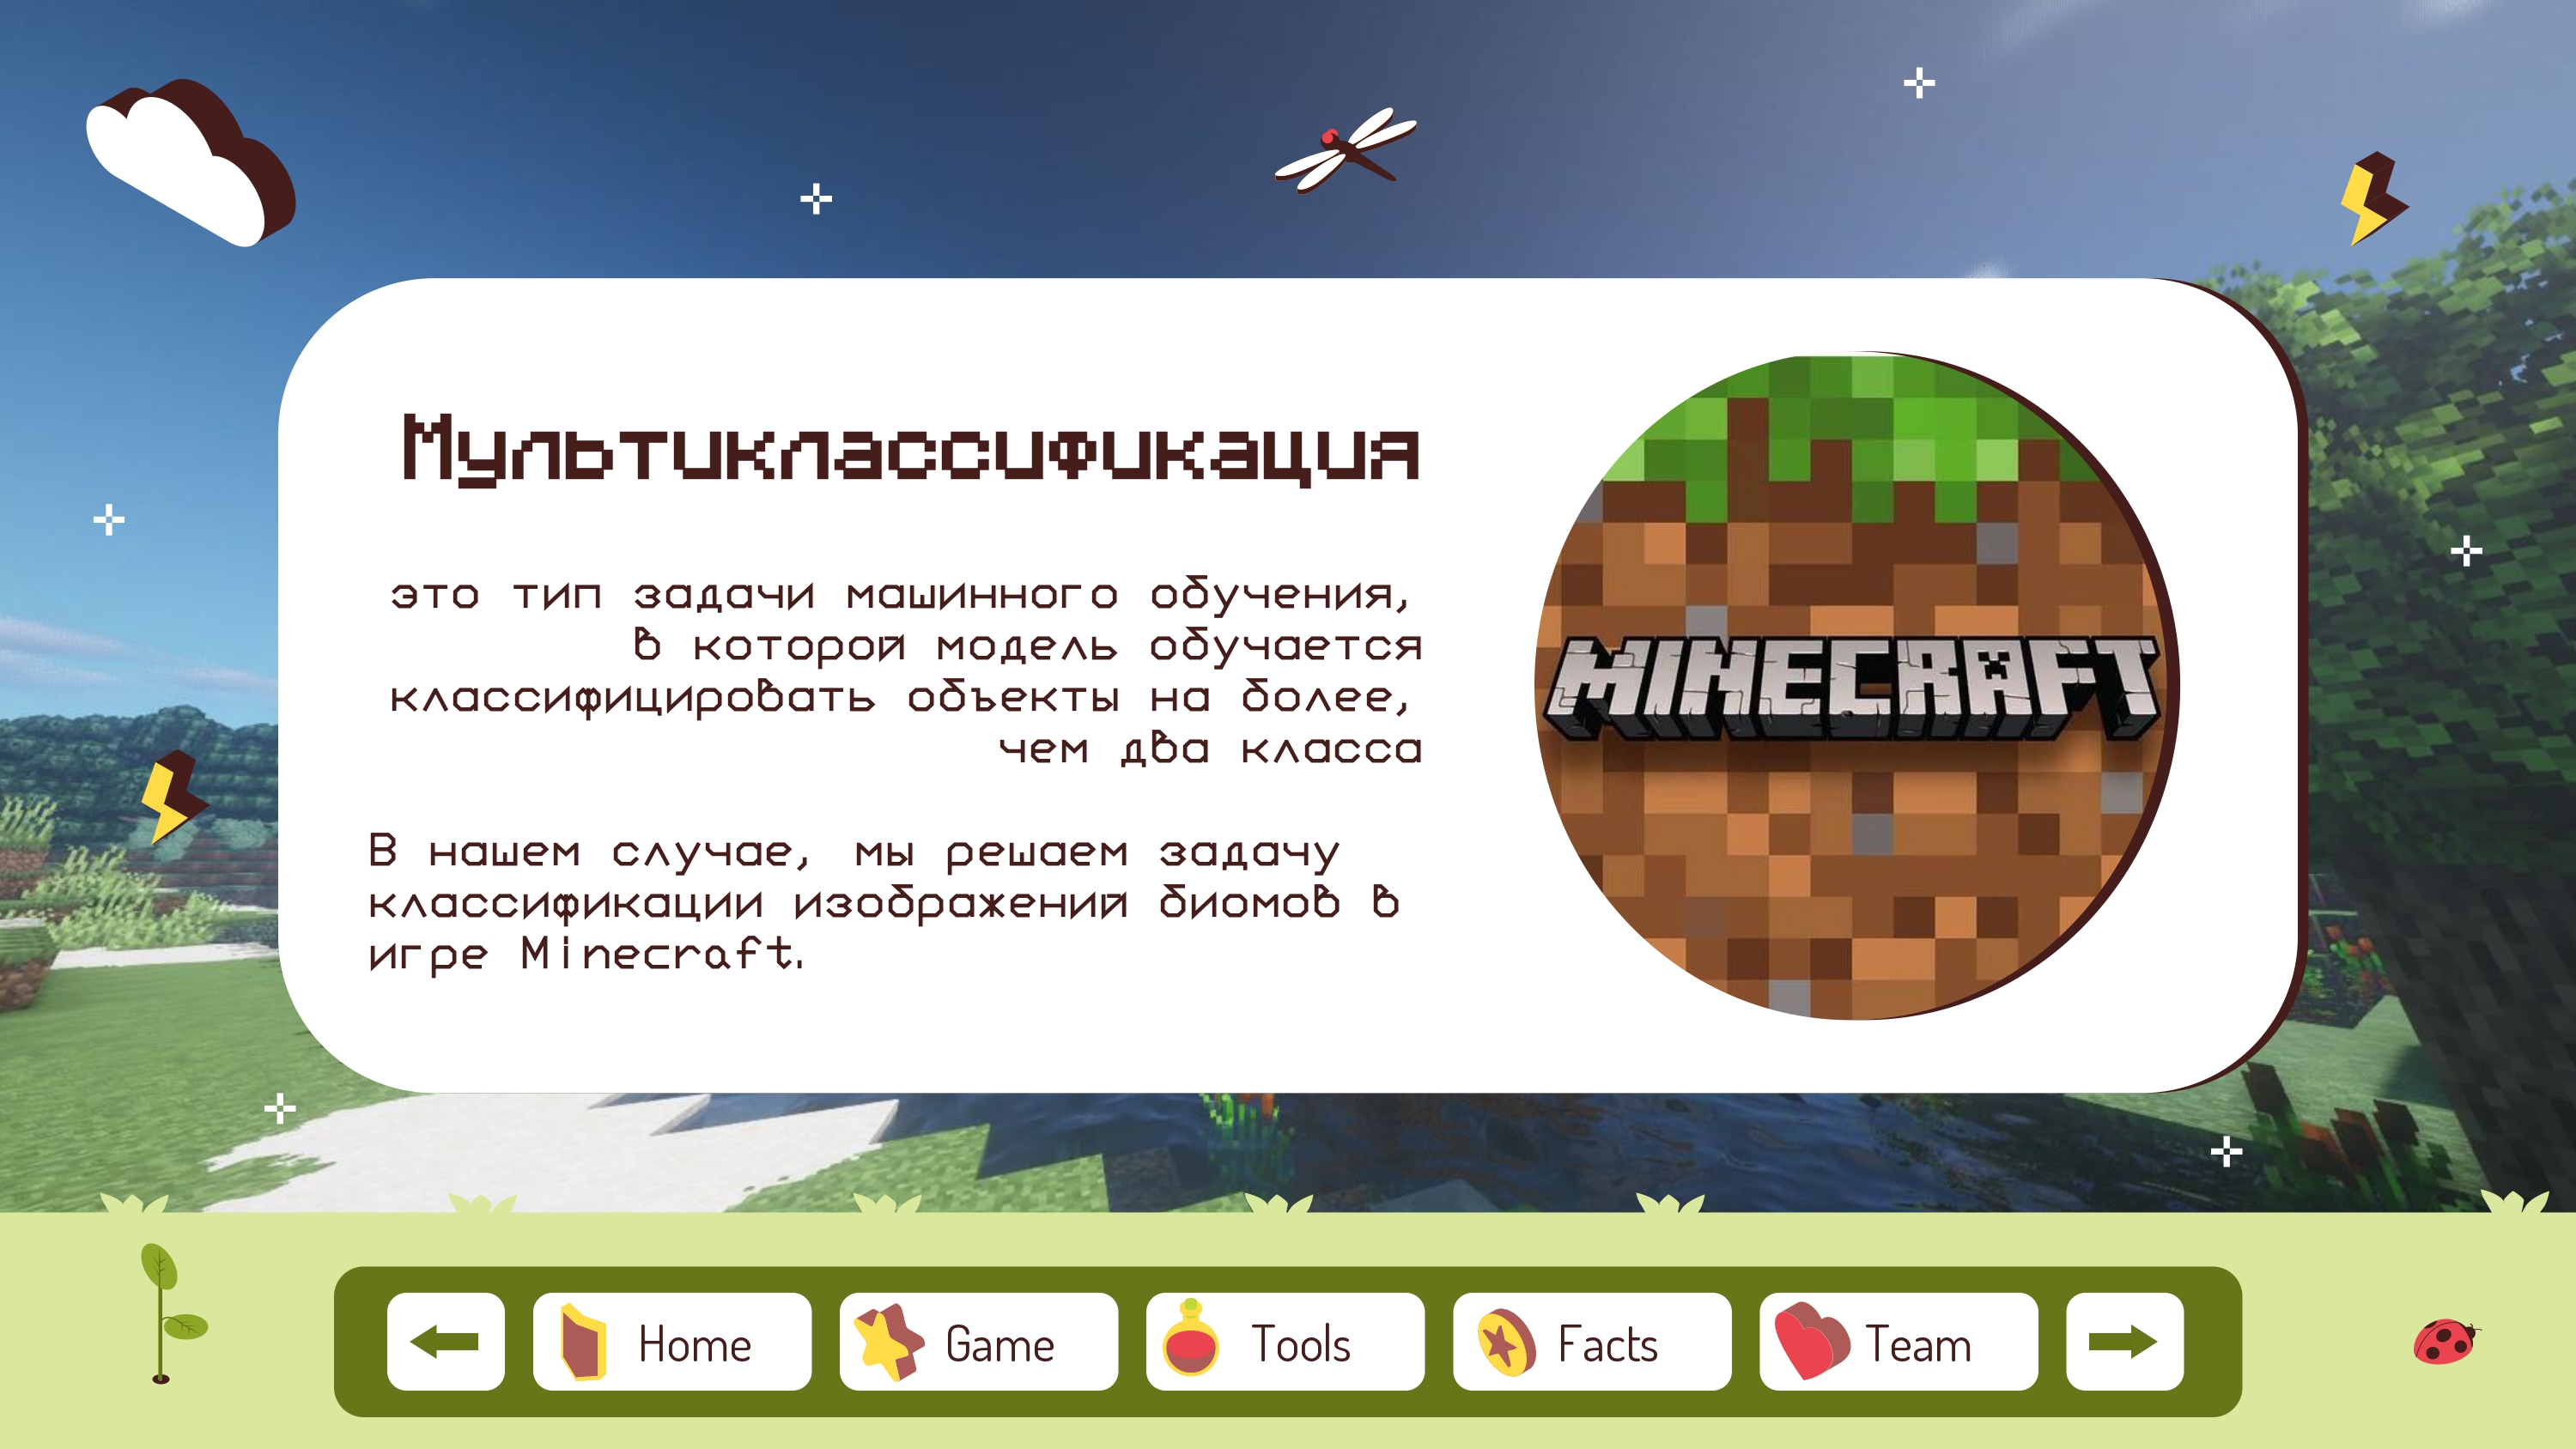 Мультиклассификация
это тип задачи машинного обучения,
в которой модель обучается
классифицировать объекты на более,
чем два класса
В нашем случае, мы решаем задачу
классификации изображений биомов в
игре Minecraft.
MINECRAFT
Home Game Tools Facts Team